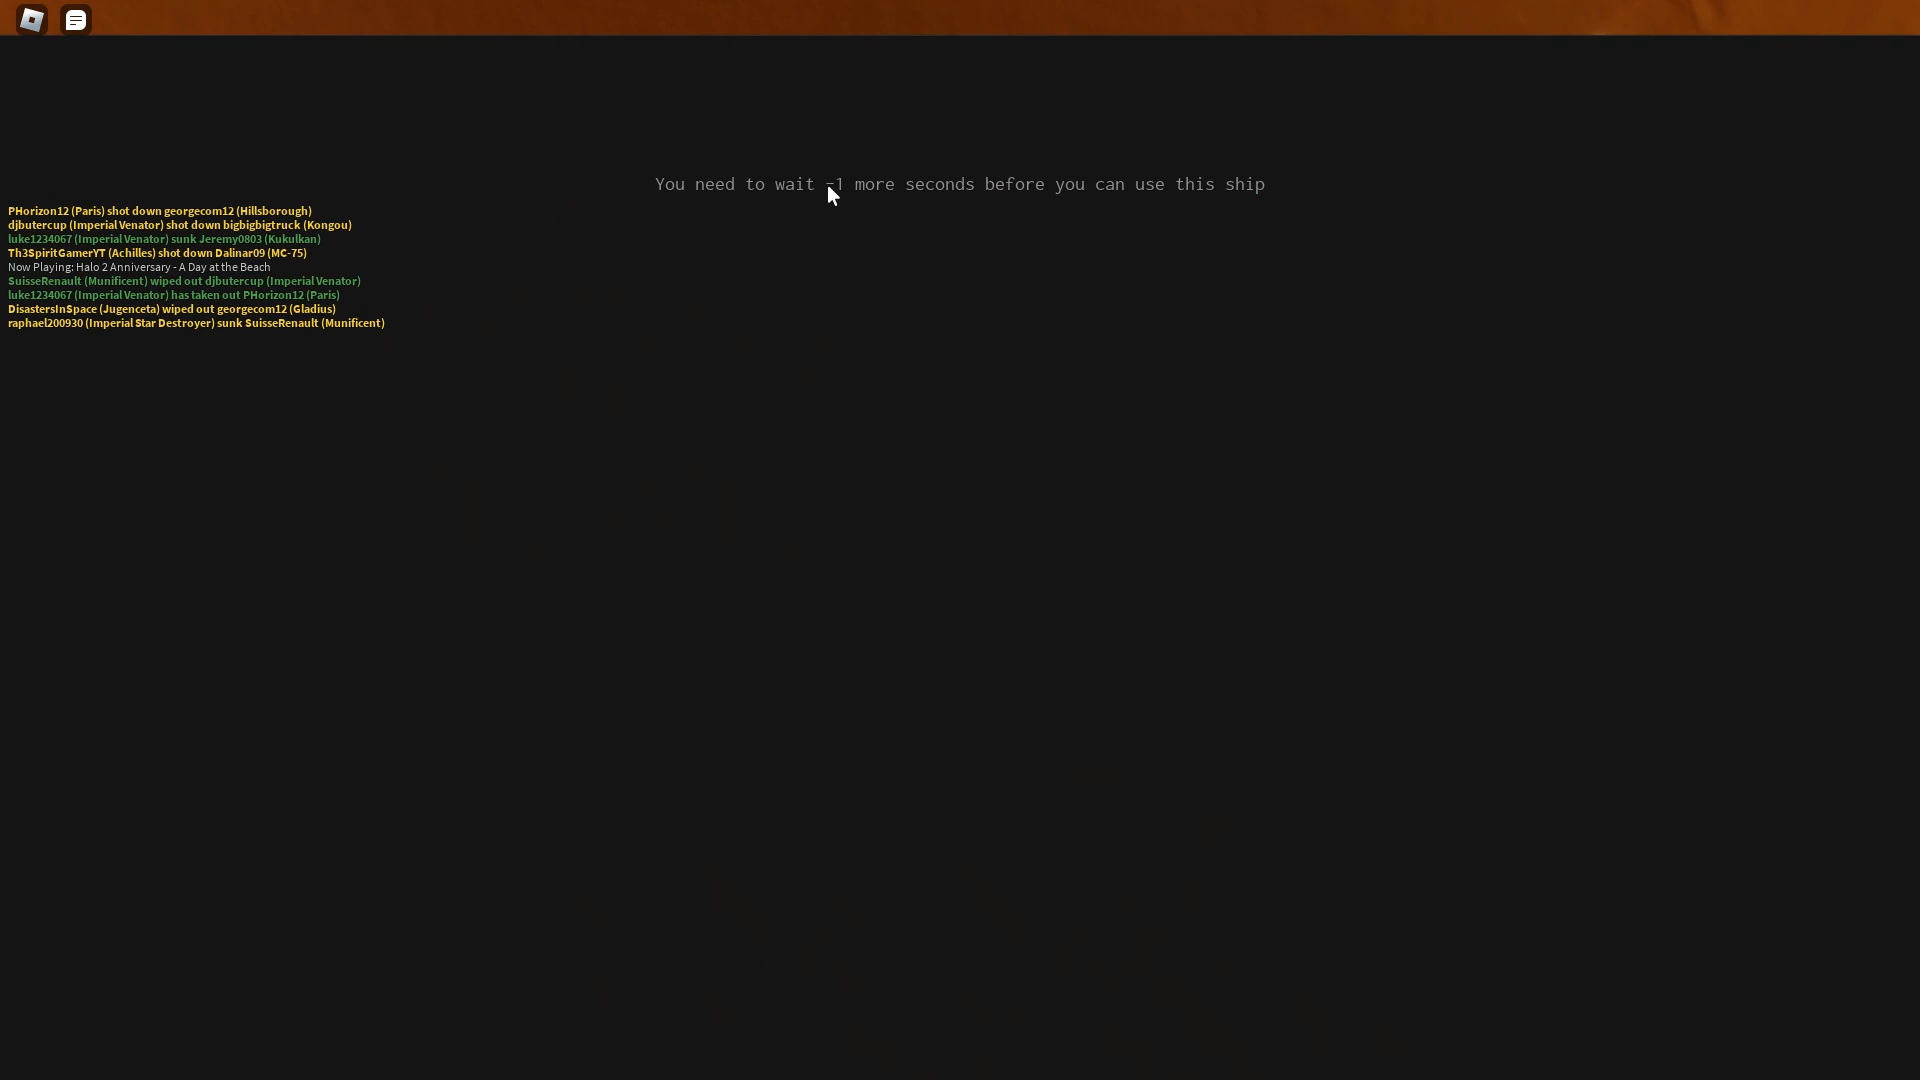 You need to wait -1 more seconds before you can use this ship
PHorizon12 (Paris) shot down georgecom12 (Hillsborough)
djbutercup (Imperial Venator) shot down bigbigbigtruck (Kongou)
luke1234067 (Imperial Venator) sunk Jeremy0803 (Kukulkan)
Th3SpiritGamerYT (Achilles) shot down Dalinar09 (MC-75)
Now Playing: Halo 2 Anniversary - A Day at the Beach
SuisseRenault (Munificent) wiped out djbutercup (Imperial Venator)
luke1234067 (Imperial Venator) has taken out PHorizon12 (Paris)
DisastersInSpace (Jugenceta) wiped out georgecom12 (Gladius)
raphael200930 (Imperial Star Destroyer) sunk SuisseRenault (Munificent)